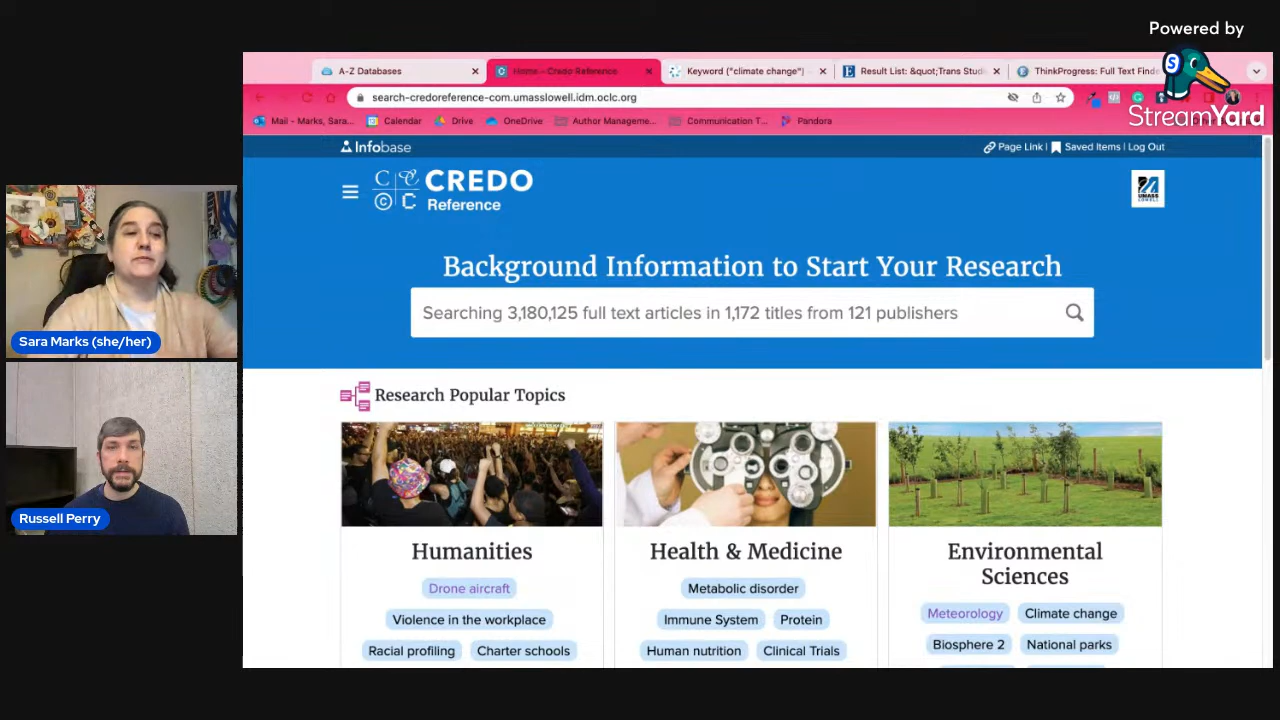 Powered by
StreamYard
A-Z Databases
Home – Credo Reference
Keyword ("climate change")
Result List: &quot;Trans Studi
ThinkProgress: Full Text Finde
search-credoreference-com.umasslowell.idm.oclc.org
Mail - Marks, Sara...
Calendar
Drive
OneDrive
Author Manageme...
Communication T...
Pandora
Infobase
Page Link | Saved Items | Log Out
CREDO
Reference
UMASS
LOWELL
Background Information to Start Your Research
Searching 3,180,125 full text articles in 1,172 titles from 121 publishers
Research Popular Topics
Humanities
Drone aircraft
Violence in the workplace
Racial profiling
Charter schools
Health & Medicine
Metabolic disorder
Immune System
Protein
Human nutrition
Clinical Trials
Environmental
Sciences
Meteorology
Climate change
Biosphere 2
National parks
Sara Marks (she/her)
Russell Perry